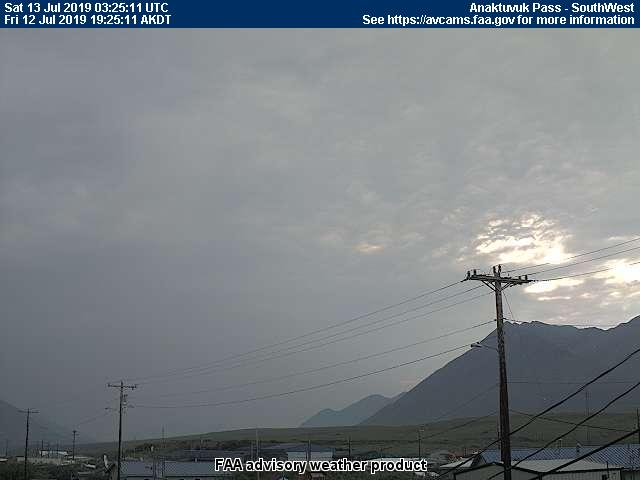 Sat 13 Jul 2019 03:25:11 UTC
Fri 12 Jul 2019 19:25:11 AKDT
Anaktuvuk Pass - SouthWest
See https://avcams.faa.gov for more information
FAA advisory weather product